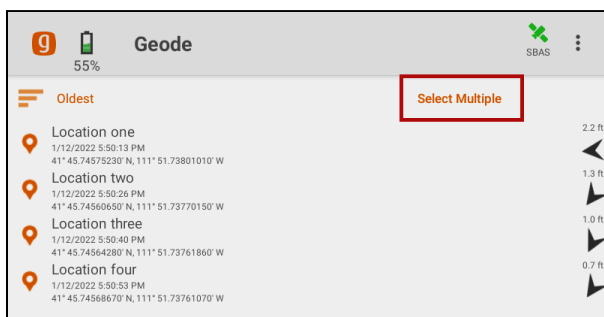 g
55%
Geode
SBAS
Oldest
Select Multiple
Location one
1/12/2022 5:50:13 PM
41° 45.74575230' N, 111° 51.73801010' W
2.2 ft
Location two
1/12/2022 5:50:26 PM
41° 45.74560650' N, 111° 51.73770150' W
1.3 ft
Location three
1/12/2022 5:50:40 PM
41° 45.74564280' N, 111° 51.73761860' W
1.0 ft
Location four
1/12/2022 5:50:53 PM
41° 45.74568670' N, 111° 51.73761070' W
0.7 ft